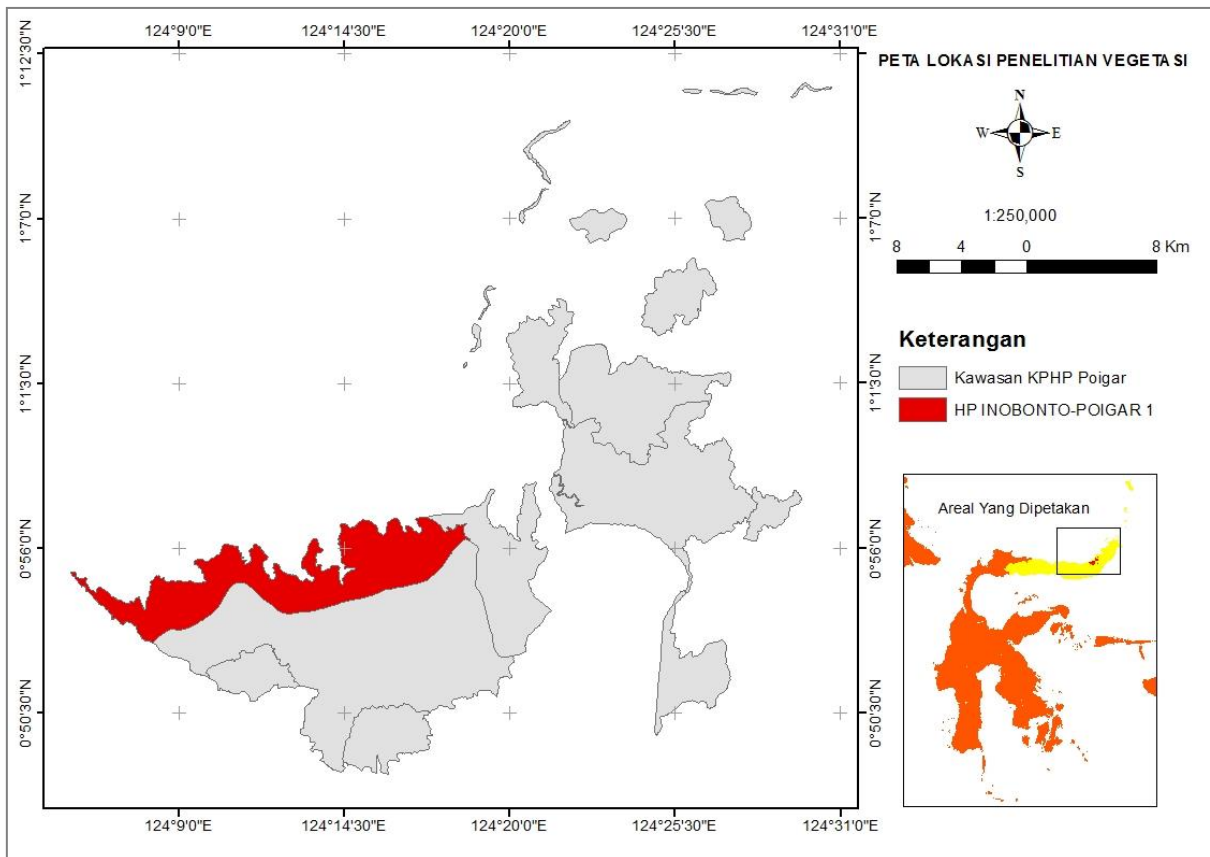 124°9'0"E 124°14'30"E 124°20'0"E 124°25'30"E 124°31'0"E
1°12'30"N
1°7'0"N
1°1'30"N
0°56'0"N
0°50'30"N
1°7'0"N
1°1'30"N
0°56'0"N
0°50'30"N
124°9'0"E 124°14'30"E 124°20'0"E 124°25'30"E 124°31'0"E
PETA LOKASI PENELITIAN VEGETASI
N
W E
S
1:250,000
8 4 0 8 Km
Keterangan
Kawasan KPHP Poigar
HP INOBONTO-POIGAR 1
Areal Yang Dipetakan